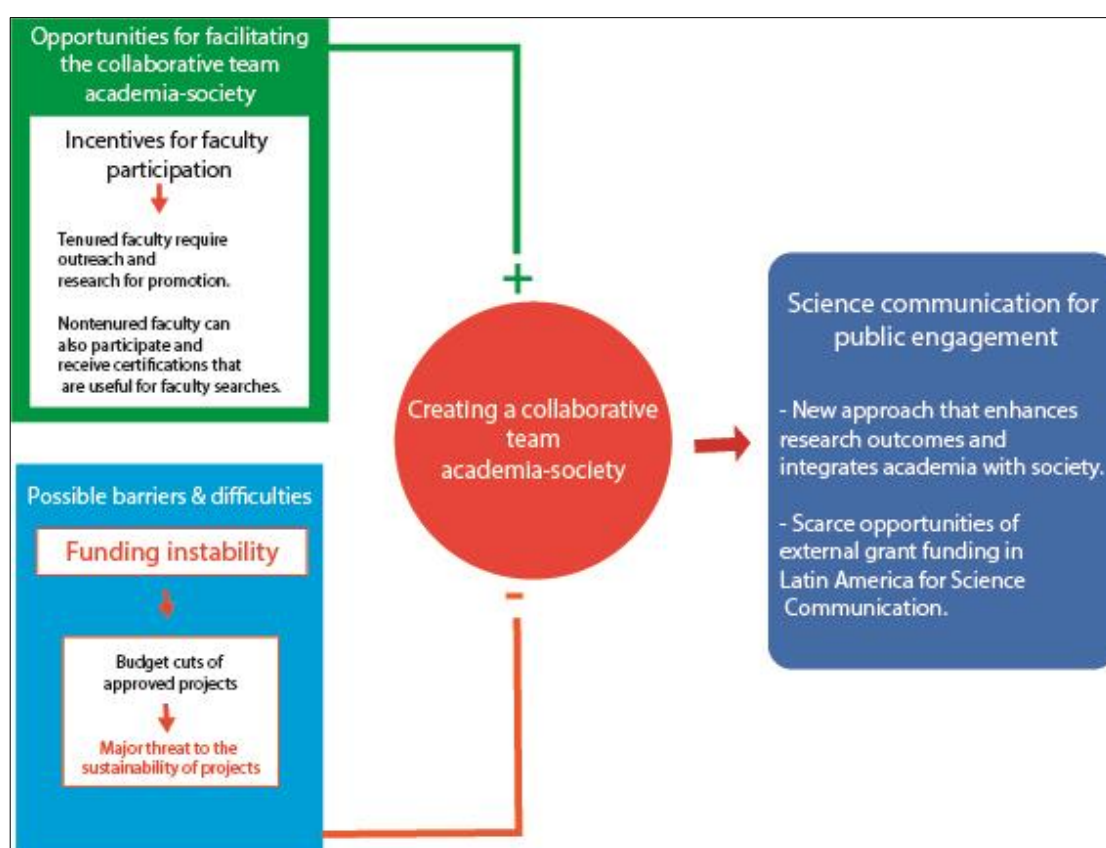 Opportunities for facilitating
the collaborative team
academia-society
Incentives for faculty
participation
Tenured faculty require
outreach and
research for promotion.
Nontenured faculty can
also participate and
receive certifications that
are useful for faculty searches.
+
Creating a collaborative
team
academia-society
-
Possible barriers & difficulties
Funding instability
Budget cuts of
approved projects
Major threat to the
sustainability of projects
Science communication for
public engagement
- New approach that enhances
research outcomes and
integrates academia with society.
- Scarce opportunities of
external grant funding in
Latin America for Science
Communication.